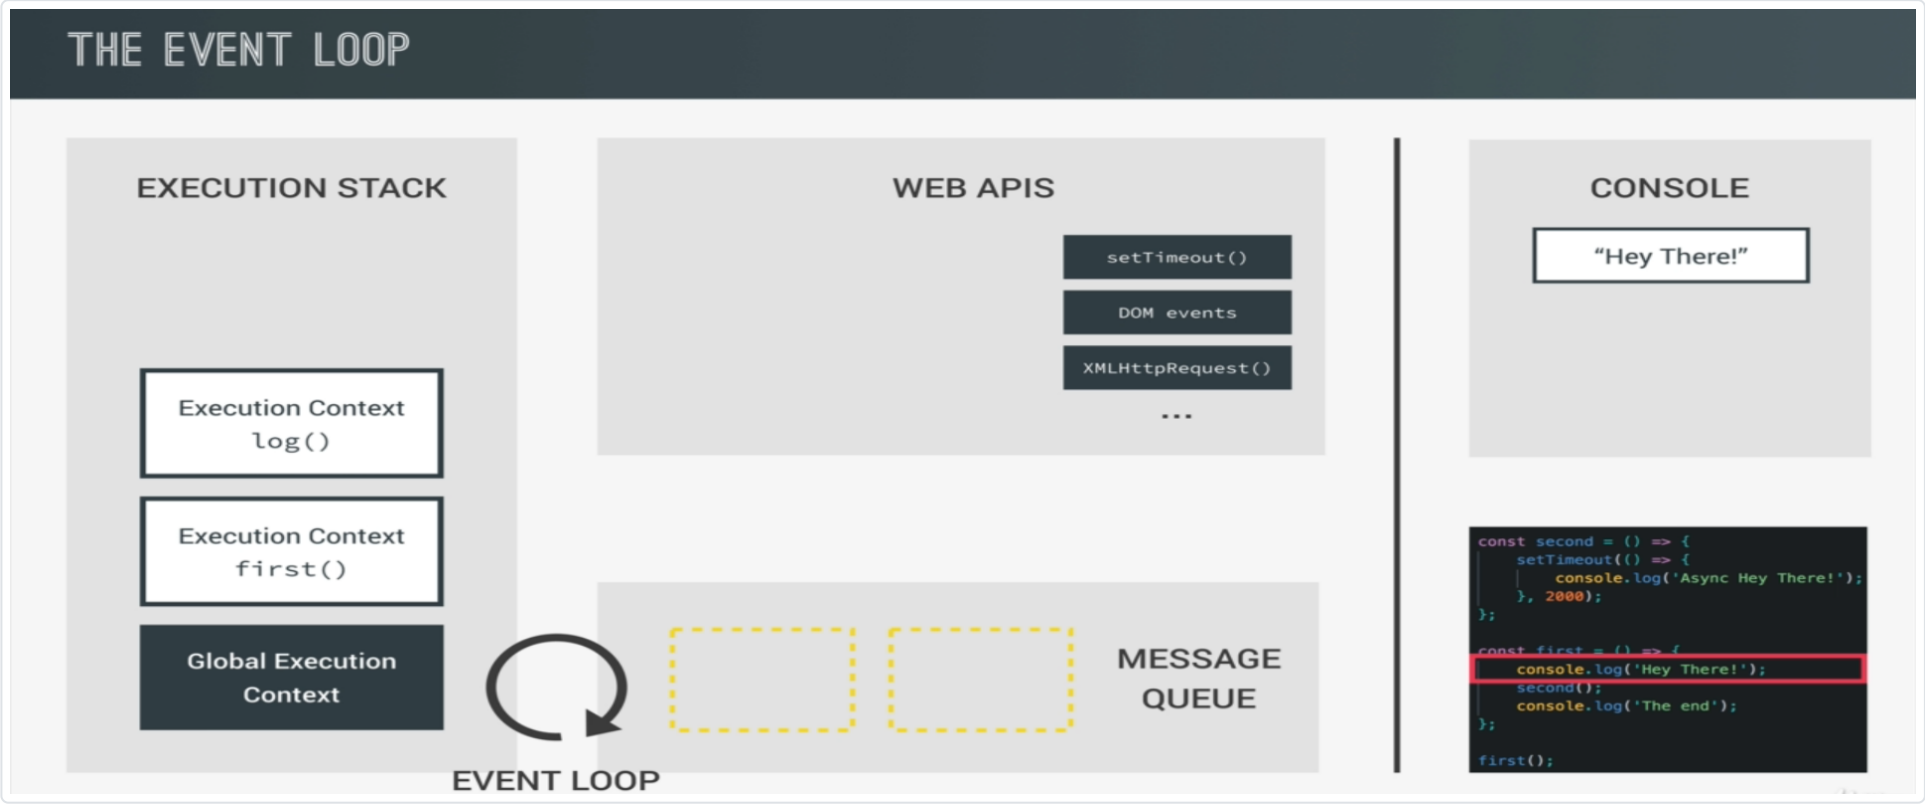 THE EVENT LOOP
EXECUTION STACK
Execution Context
log()
Execution Context
first()
Global Execution
Context
EVENT LOOP
WEB APIS
setTimeout()
DOM events
XMLHttpRequest()
...
MESSAGE
QUEUE
CONSOLE
“Hey There!”
const second = () => {
setTimeout(() => {
console.log('Async Hey There!');
}, 2000);
};
const first = () => {
console.log('Hey There!');
second();
console.log('The end');
};
first();